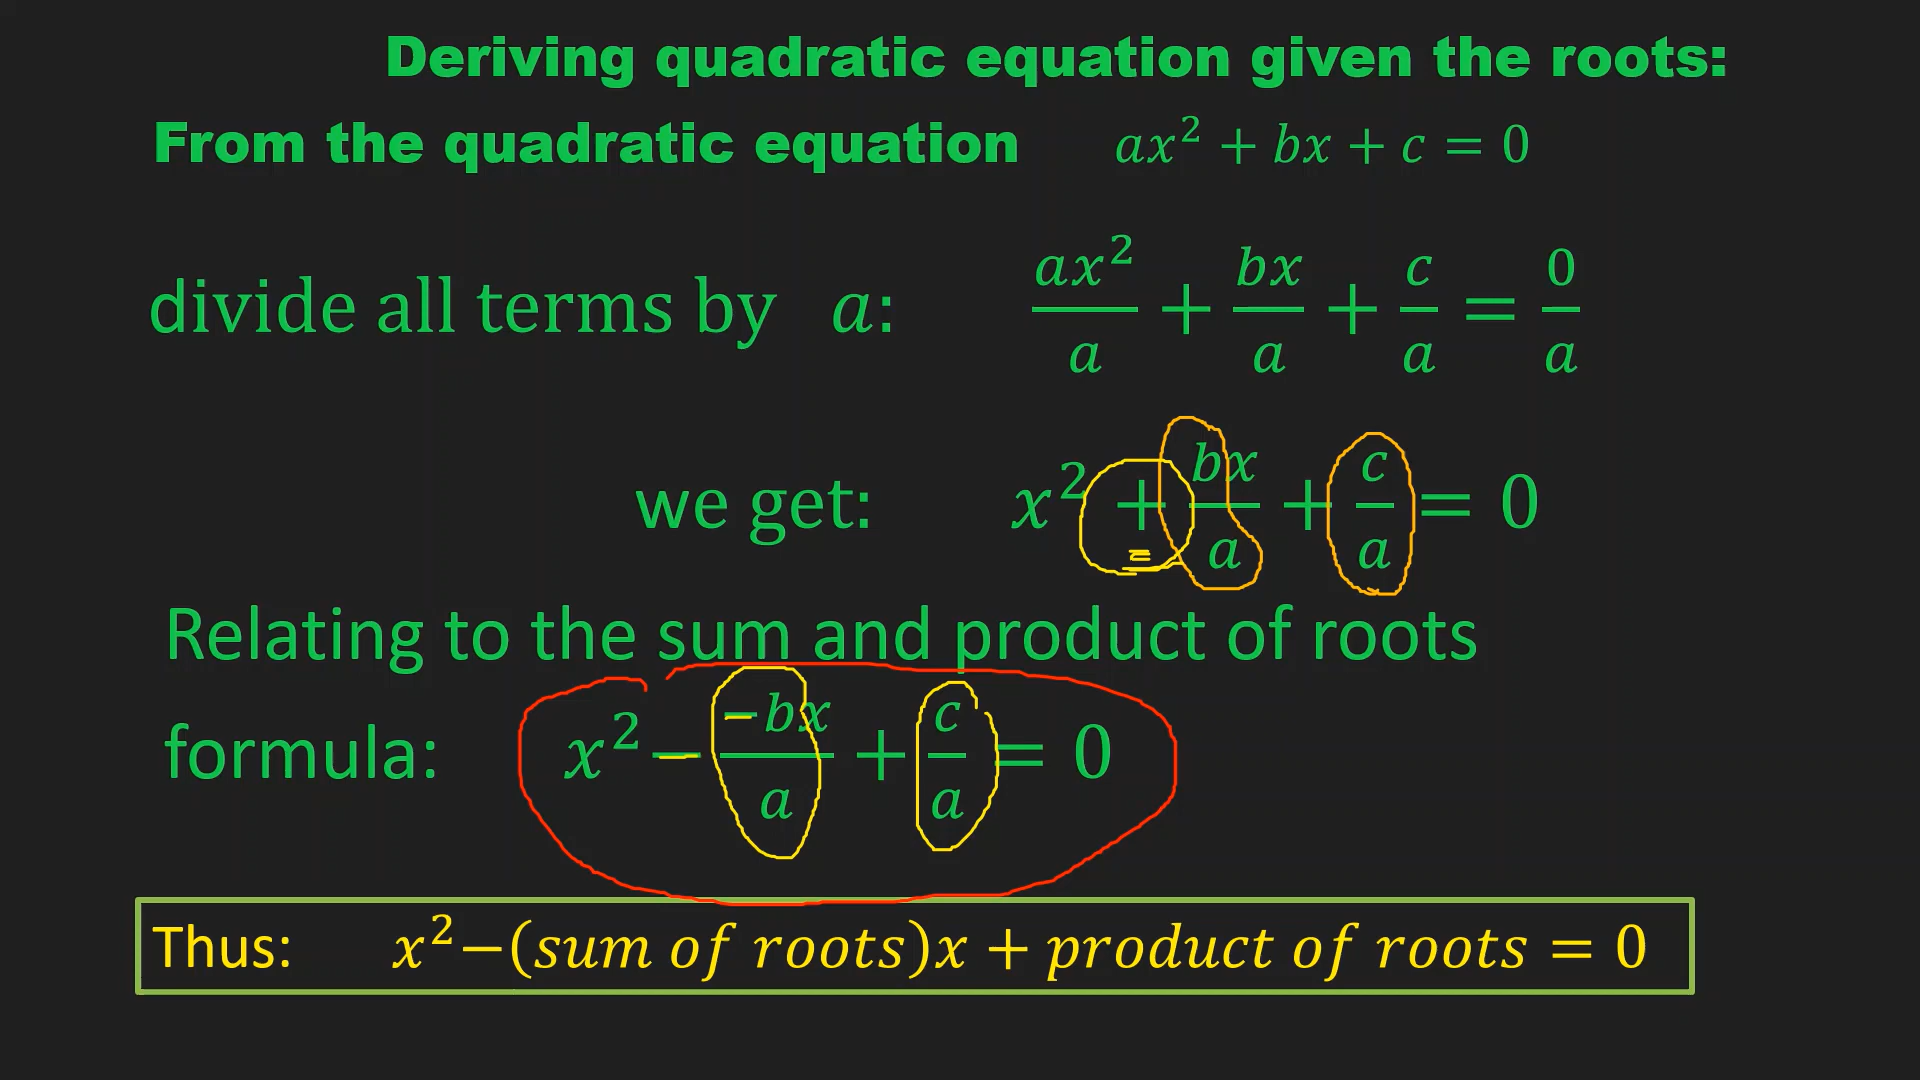 Deriving quadratic equation given the roots:
From the quadratic equation ax² + bx + c = 0
divide all terms by a: ax²/a + bx/a + c/a = 0/a
we get: x² + bx/a + c/a = 0
Relating to the sum and product of roots
formula: x² − −bx/a + c/a = 0
Thus: x² − (sum of roots)x + product of roots = 0